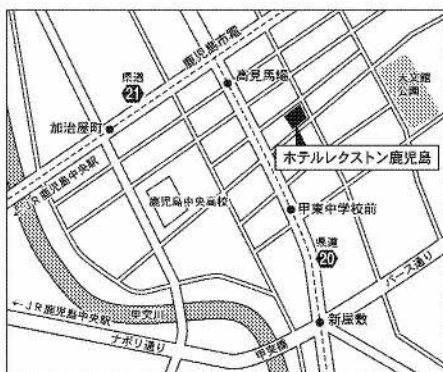 鹿児島市電
県道
21
高見馬場
天文館
公園
加治屋町
ホテルレクストン鹿児島
←JR鹿児島中央駅
鹿児島中央高校
甲東中学校前
県道
20
パース通り
←JR鹿児島中央駅
甲突川
新屋敷
ナポリ通り
甲突橋